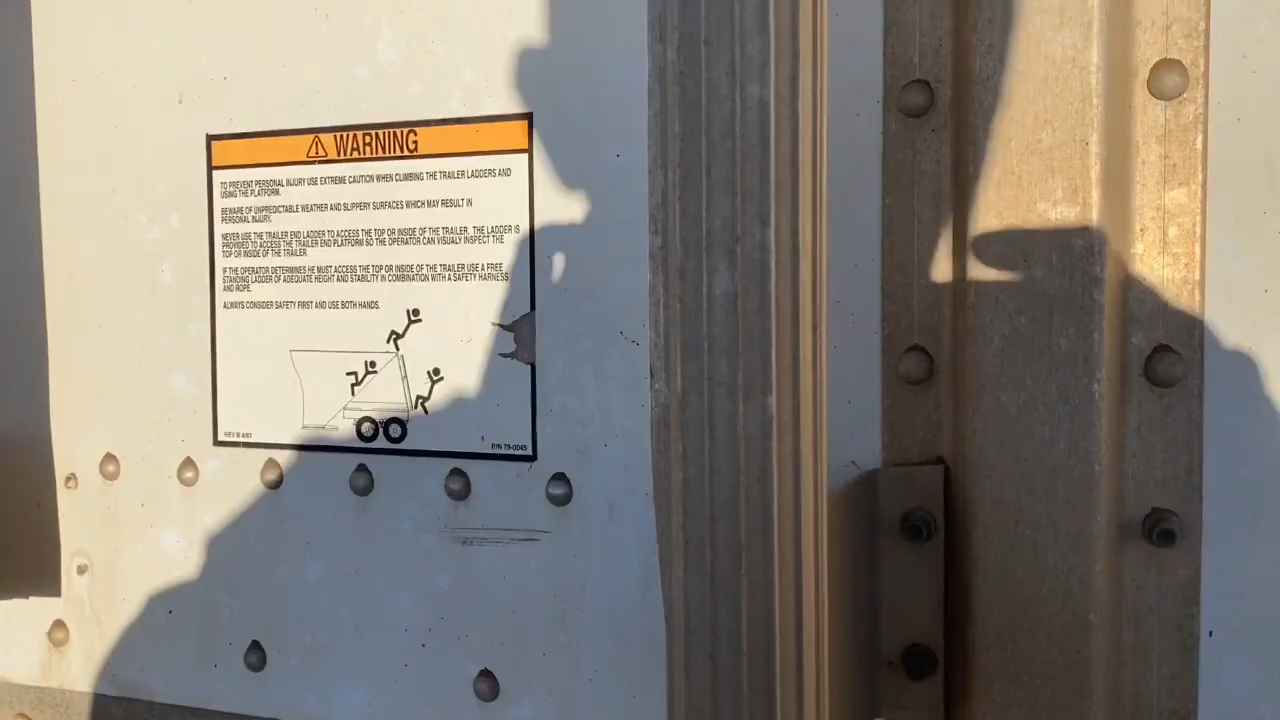 WARNING
TO PREVENT PERSONAL INJURY USE EXTREME CAUTION WHEN CLIMBING THE TRAILER LADDERS AND
USING THE PLATFORM.
BEWARE OF UNPREDICTABLE WEATHER AND SLIPPERY SURFACES WHICH MAY RESULT IN
PERSONAL INJURY.
NEVER USE THE TRAILER END LADDER TO ACCESS THE TOP OR INSIDE OF THE TRAILER. THE LADDER IS
PROVIDED TO ACCESS THE TRAILER END PLATFORM SO THE OPERATOR CAN VISUALY INSPECT THE
TOP OR INSIDE OF THE TRAILER.
IF THE OPERATOR DETERMINES HE MUST ACCESS THE TOP OR INSIDE OF THE TRAILER USE A FREE
STANDING LADDER OF ADEQUATE HEIGHT AND STABILITY IN COMBINATION WITH A SAFETY HARNESS
AND ROPE.
ALWAYS CONSIDER SAFETY FIRST AND USE BOTH HANDS.
REV B 4/97
P/N 79-0045